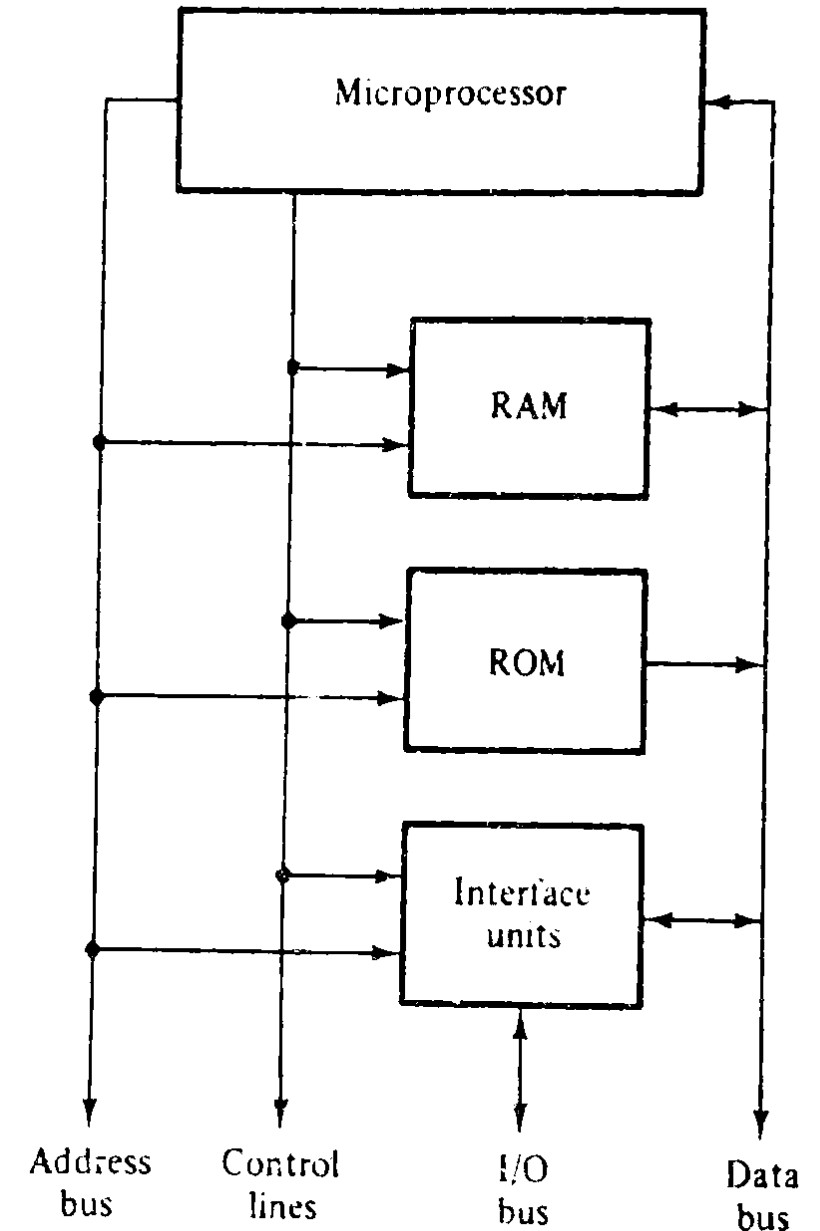 Microprocessor
RAM
ROM
Interface
units
Address
bus
Control
lines
I/O
bus
Data
bus